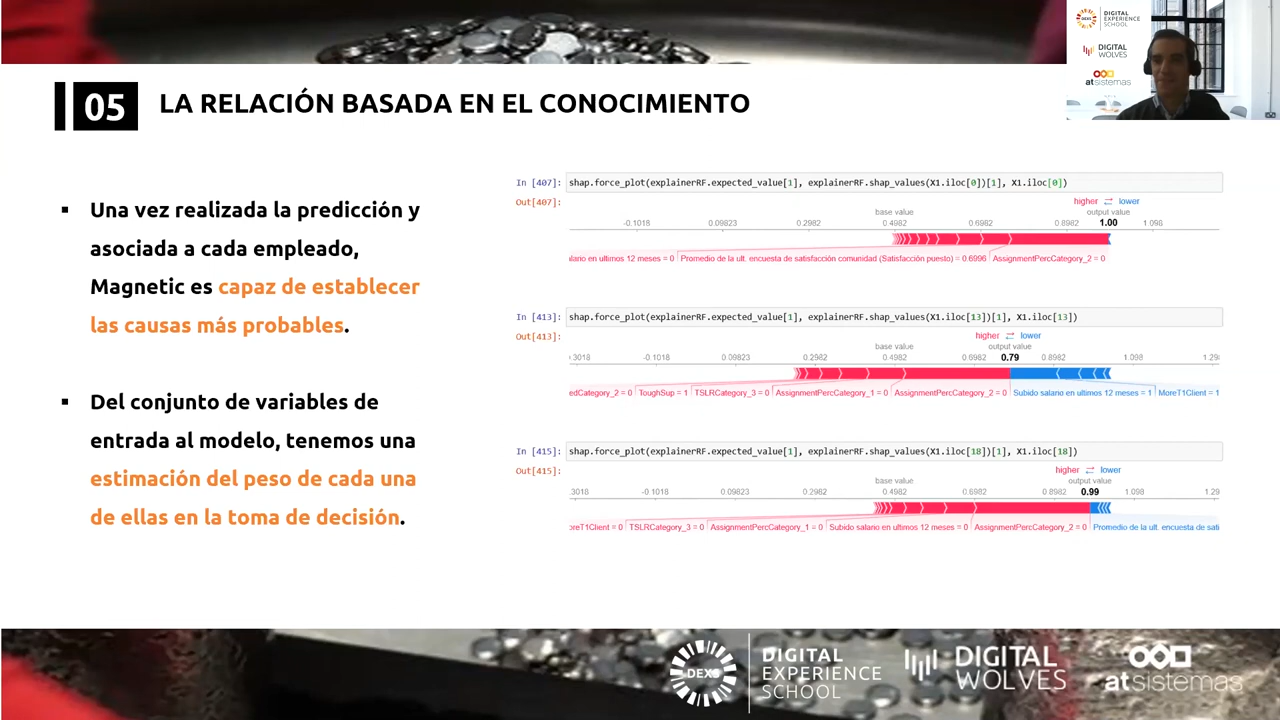 DIGITAL
EXPERIENCE
SCHOOL
DIGITAL
WOLVES
atsistemas
05
LA RELACIÓN BASADA EN EL CONOCIMIENTO
▪ Una vez realizada la predicción y
asociada a cada empleado,
Magnetic es capaz de establecer
las causas más probables.
▪ Del conjunto de variables de
entrada al modelo, tenemos una
estimación del peso de cada una
de ellas en la toma de decisión.
In [407]: shap.force_plot(explainerRF.expected_value[1], explainerRF.shap_values(X1.iloc[0])[1], X1.iloc[0])
Out[407]:
higher ⇄ lower
base value output value
-0.1018 0.09823 0.2982 0.4982 0.6982 0.8982 1.00 1.098
alario en ultimos 12 meses = 0 Promedio de la ult. encuesta de satisfacción comunidad (Satisfacción puesto) = 0.6996 AssignmentPercCategory_2 = 0
In [413]: shap.force_plot(explainerRF.expected_value[1], explainerRF.shap_values(X1.iloc[13])[1], X1.iloc[13])
Out[413]:
higher ⇄ lower
base value output value
.3018 -0.1018 0.09823 0.2982 0.4982 0.6982 0.79 0.8982 1.098 1.298
edCategory_2 = 0 ToughSup = 1 TSLRCategory_3 = 0 AssignmentPercCategory_1 = 0 AssignmentPercCategory_2 = 0 Subido salario en ultimos 12 meses = 1 MoreT1Client = 1
In [415]: shap.force_plot(explainerRF.expected_value[1], explainerRF.shap_values(X1.iloc[18])[1], X1.iloc[18])
Out[415]:
higher ⇄ lower
base value output value
.3018 -0.1018 0.09823 0.2982 0.4982 0.6982 0.8982 0.99 1.098 1.29
oreT1Client = 0 TSLRCategory_3 = 0 AssignmentPercCategory_1 = 0 Subido salario en ultimos 12 meses = 0 AssignmentPercCategory_2 = 0 Promedio de la ult. encuesta de sati
DEXS
DIGITAL
EXPERIENCE
SCHOOL
DIGITAL
WOLVES
atsistemas